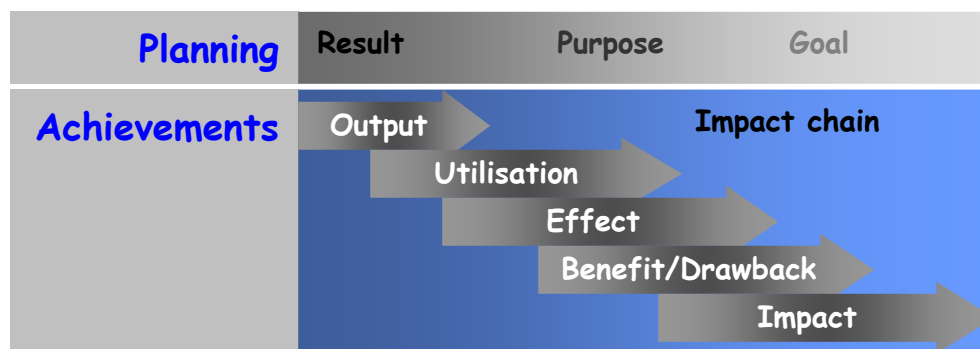 Planning Result Purpose Goal
Achievements Output Impact chain
Utilisation
Effect
Benefit/Drawback
Impact